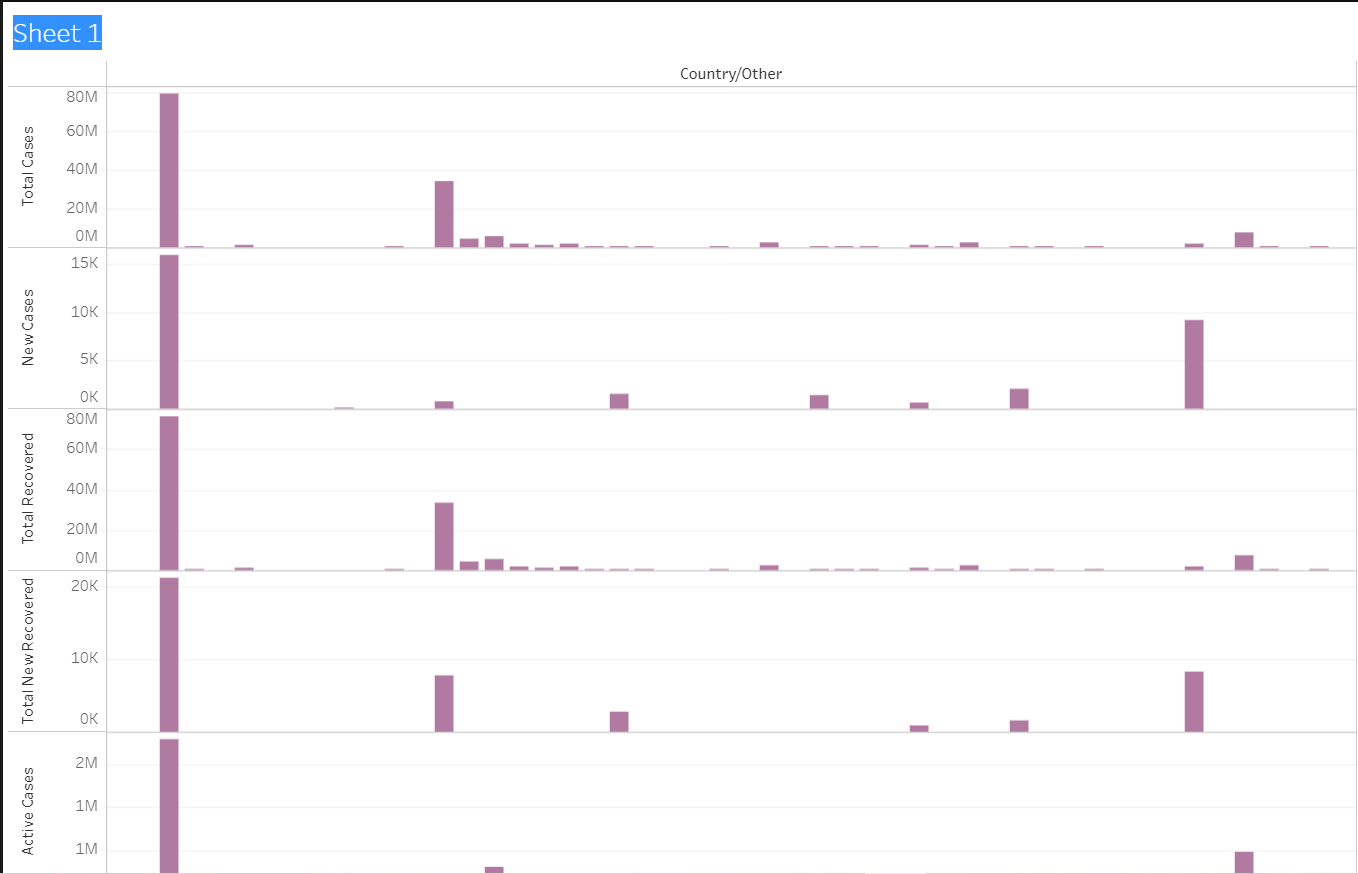 Sheet 1
Country/Other
Total Cases
80M
60M
40M
20M
0M
New Cases
15K
10K
5K
0K
Total Recovered
80M
60M
40M
20M
0M
Total New Recovered
20K
10K
0K
Active Cases
2M
1M
1M